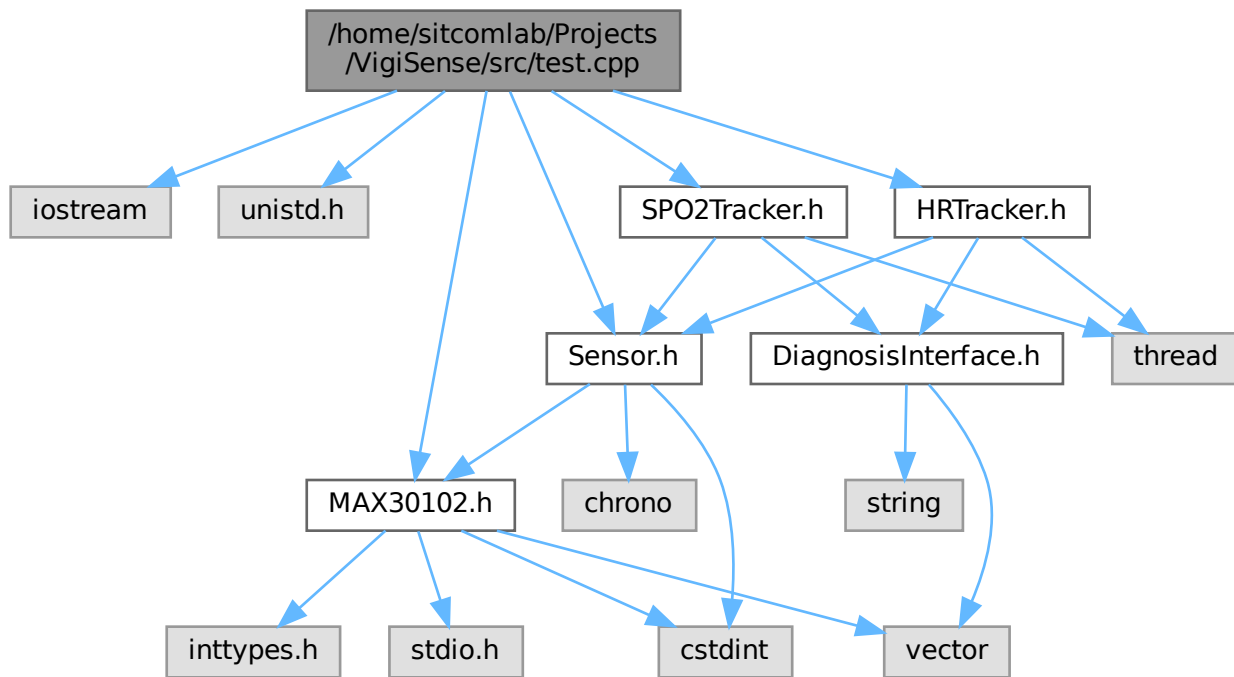 /home/sitcomlab/Projects
/VigiSense/src/test.cpp
iostream
unistd.h
SPO2Tracker.h
HRTracker.h
Sensor.h
DiagnosisInterface.h
thread
MAX30102.h
chrono
string
inttypes.h
stdio.h
cstdint
vector